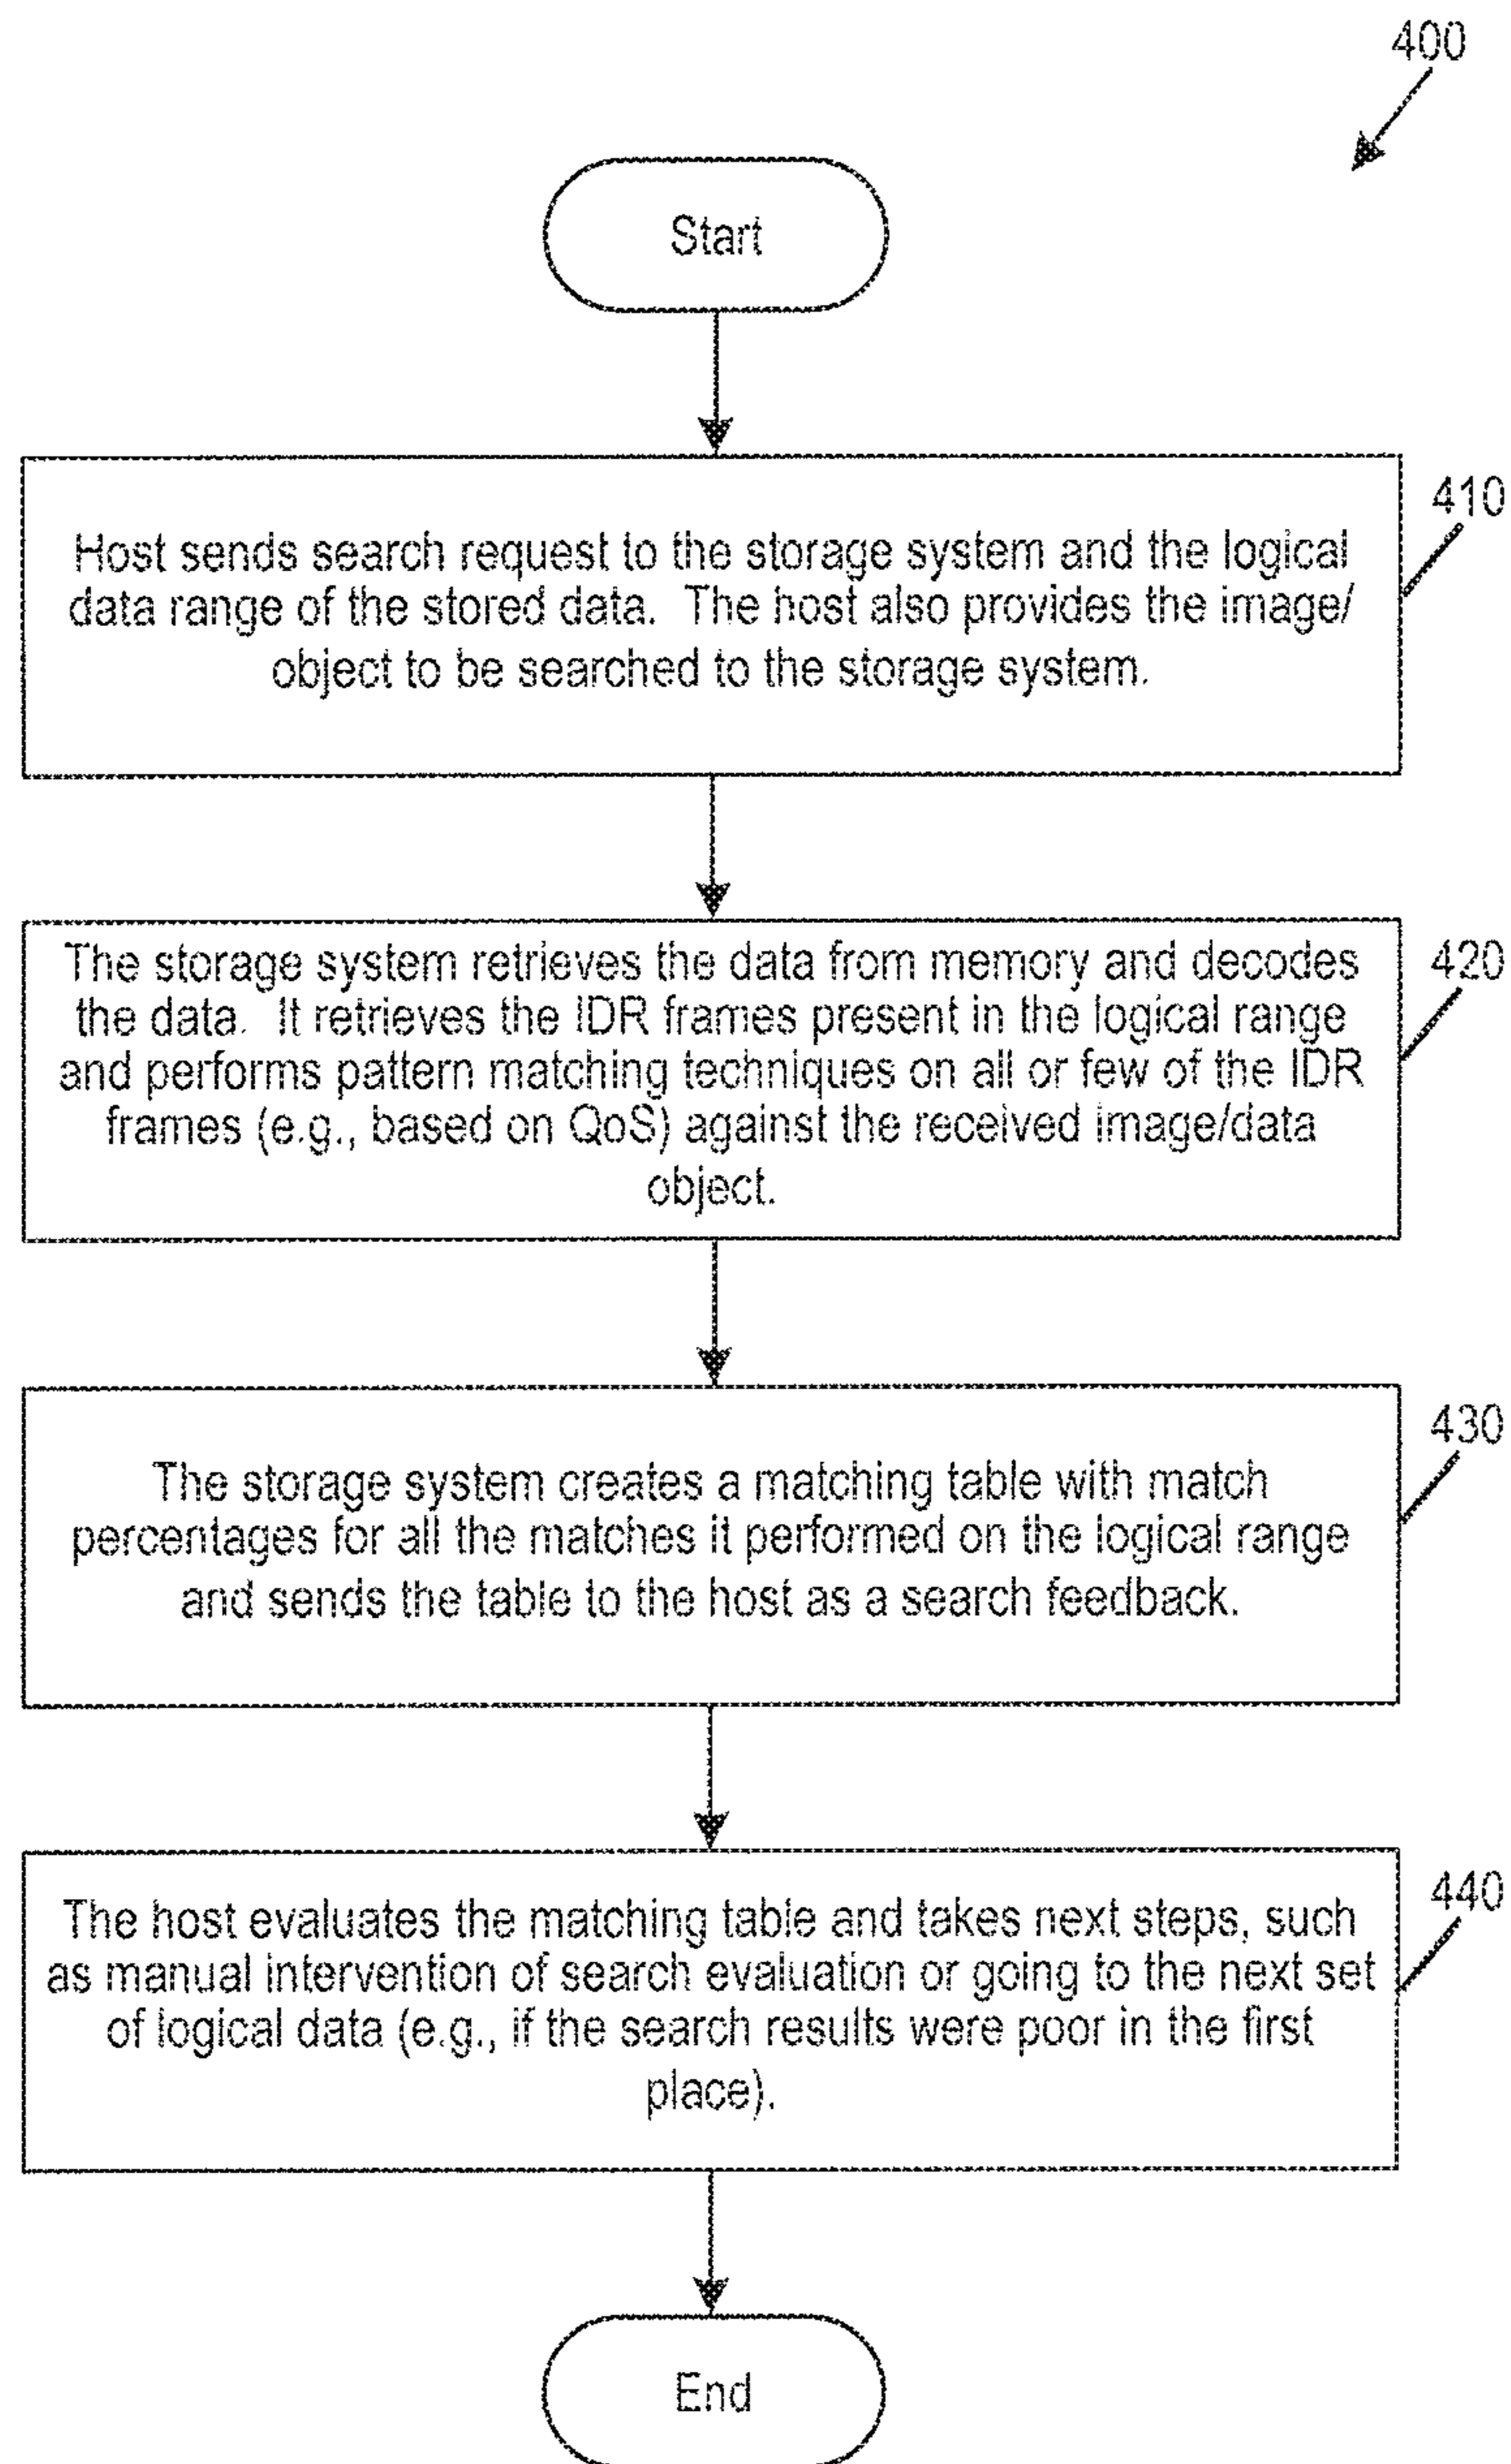 400
Start
Host sends search request to the storage system and the logical
data range of the stored data. The host also provides the image/
object to be searched to the storage system.
410
The storage system retrieves the data from memory and decodes
the data. It retrieves the IDR frames present in the logical range
and performs pattern matching techniques on all or few of the IDR
frames (e.g., based on QoS) against the received image/data
object.
420
The storage system creates a matching table with match
percentages for all the matches it performed on the logical range
and sends the table to the host as a search feedback.
430
The host evaluates the matching table and takes next steps, such
as manual intervention of search evaluation or going to the next set
of logical data (e.g., if the search results were poor in the first
place).
440
End